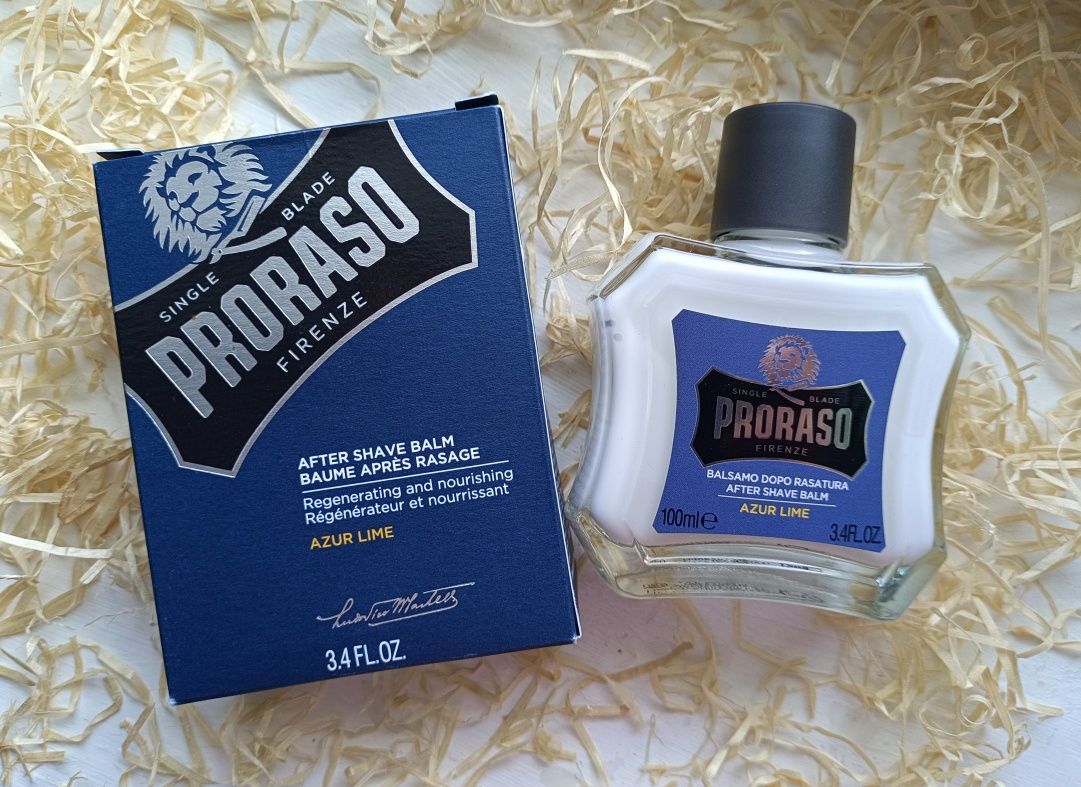 SINGLE BLADE
PRORASO
FIRENZE
AFTER SHAVE BALM
BAUME APRÈS RASAGE
Regenerating and nourishing
Régénérateur et nourrissant
AZUR LIME
Ludovico Martelli
3.4 FL.OZ.
SINGLE BLADE
PRORASO
FIRENZE
BALSAMO DOPO RASATURA
AFTER SHAVE BALM
AZUR LIME
100ml℮
3.4FL.OZ